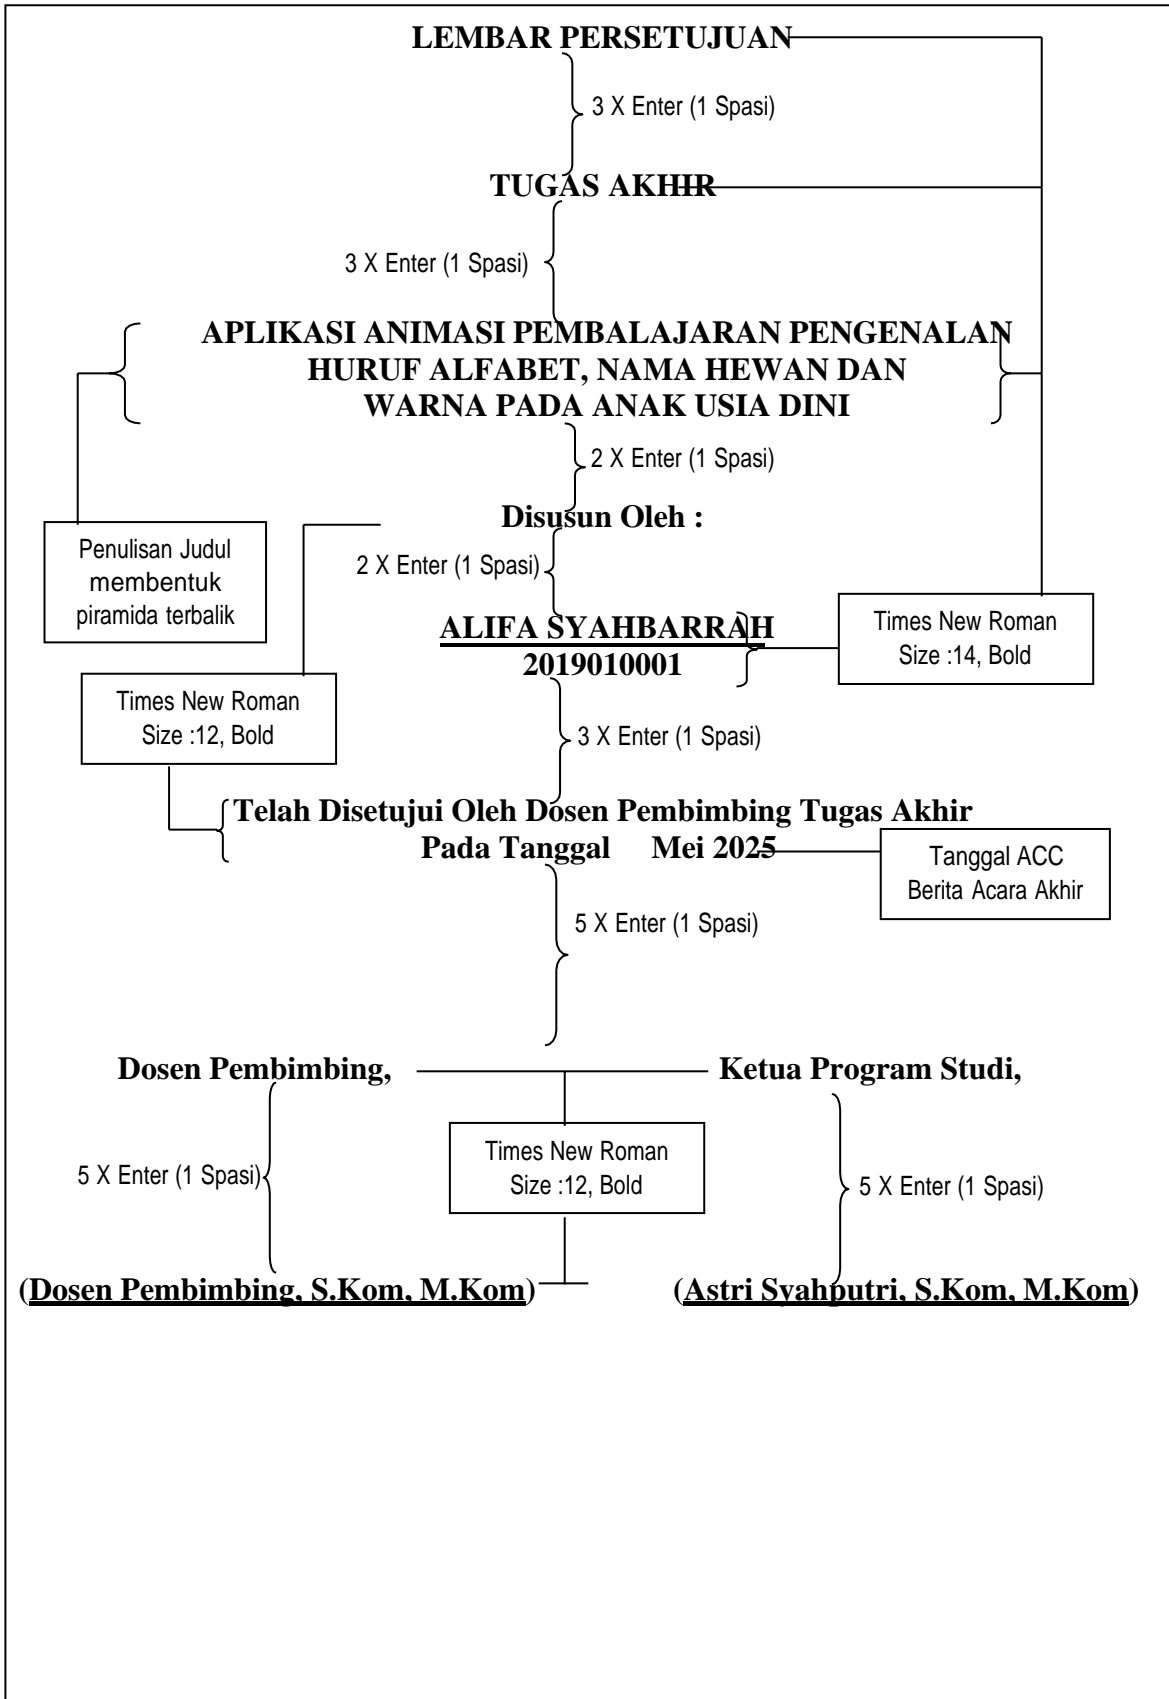 LEMBAR PERSETUJUAN
3 X Enter (1 Spasi)
TUGAS AKHIR
3 X Enter (1 Spasi)
APLIKASI ANIMASI PEMBALAJARAN PENGENALAN
HURUF ALFABET, NAMA HEWAN DAN
WARNA PADA ANAK USIA DINI
2 X Enter (1 Spasi)
Disusun Oleh :
Penulisan Judul
membentuk
piramida terbalik
2 X Enter (1 Spasi)
ALIFA SYAHBARRAH
2019010001
Times New Roman
Size :14, Bold
Times New Roman
Size :12, Bold
3 X Enter (1 Spasi)
Telah Disetujui Oleh Dosen Pembimbing Tugas Akhir
Pada Tanggal Mei 2025
Tanggal ACC
Berita Acara Akhir
5 X Enter (1 Spasi)
Dosen Pembimbing, Ketua Program Studi,
5 X Enter (1 Spasi)
Times New Roman
Size :12, Bold
5 X Enter (1 Spasi)
(Dosen Pembimbing, S.Kom, M.Kom) (Astri Syahputri, S.Kom, M.Kom)